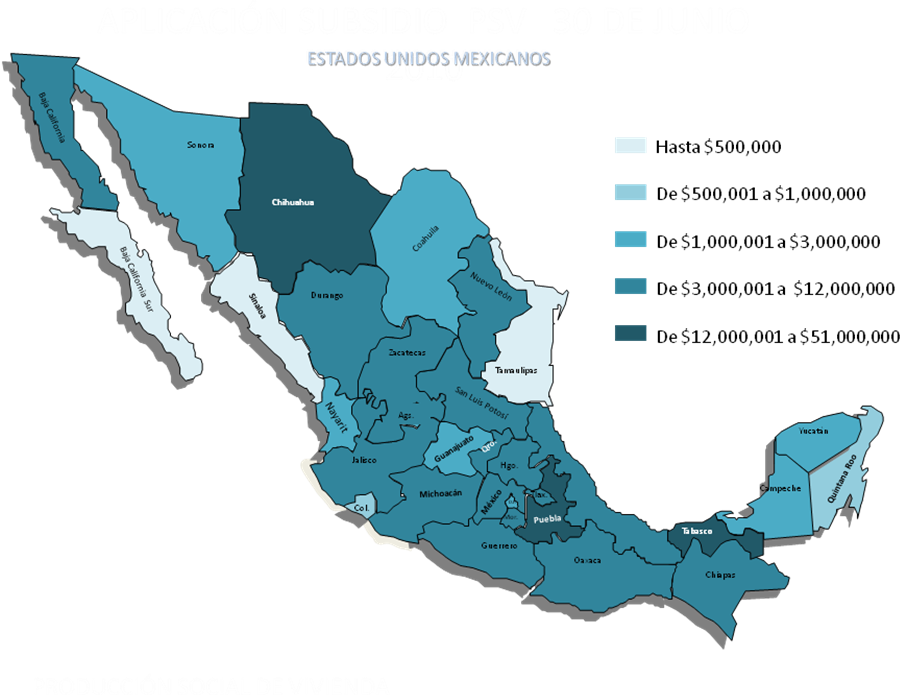 ESTADOS UNIDOS MEXICANOS
Hasta $500,000
De $500,001 a $1,000,000
De $1,000,001 a $3,000,000
De $3,000,001 a $12,000,000
De $12,000,001 a $51,000,000
Baja California
Sonora
Chihuahua
Coahuila
Baja California Sur
Sinaloa
Durango
Nuevo León
Tamaulipas
Zacatecas
San Luis Potosí
Nayarit
Ags.
Guanajuato
Qro.
Hgo.
Jalisco
Michoacán
México
Col.
Puebla
Guerrero
Oaxaca
Tabasco
Chiapas
Yucatán
Campeche
Quintana Roo